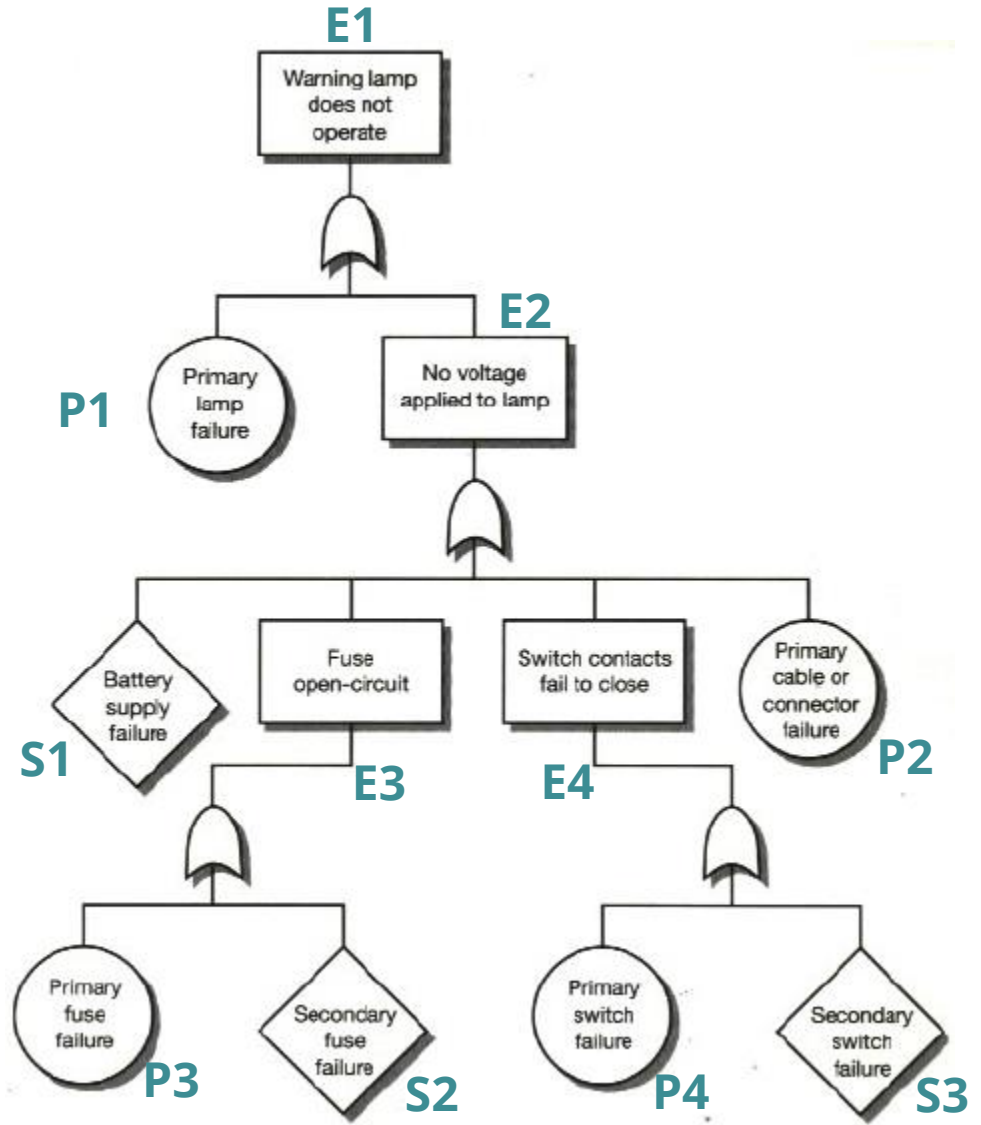 E1
Warning lamp
does not
operate
E2
P1
Primary
lamp
failure
No voltage
applied to lamp
S1
Battery
supply
failure
Fuse
open-circuit
E3
Switch contacts
fail to close
E4
Primary
cable or
connector
failure
P2
Primary
fuse
failure
P3
Secondary
fuse
failure
S2
Primary
switch
failure
P4
Secondary
switch
failure
S3